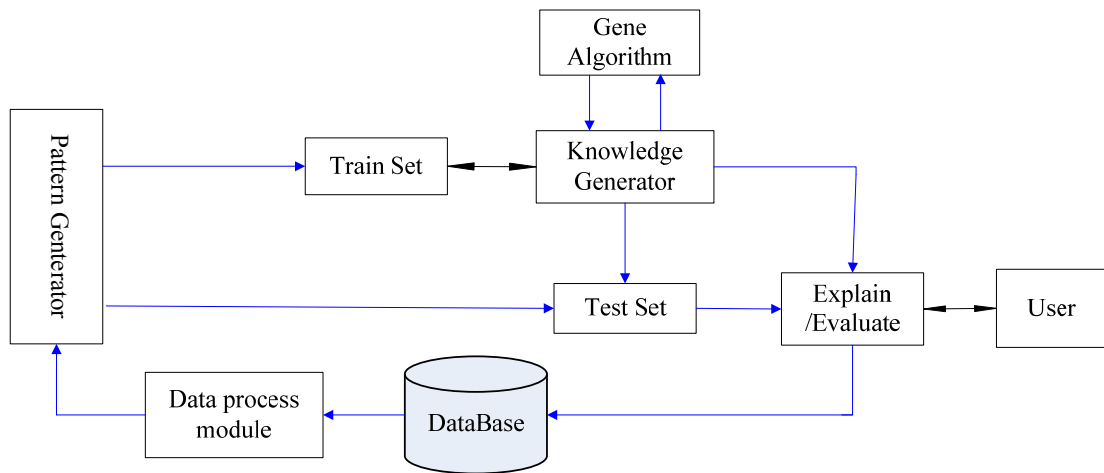 Gene
Algorithm
Pattern Genterator
Train Set
Knowledge
Generator
Test Set
Explain
/Evaluate
User
Data process
module
DataBase